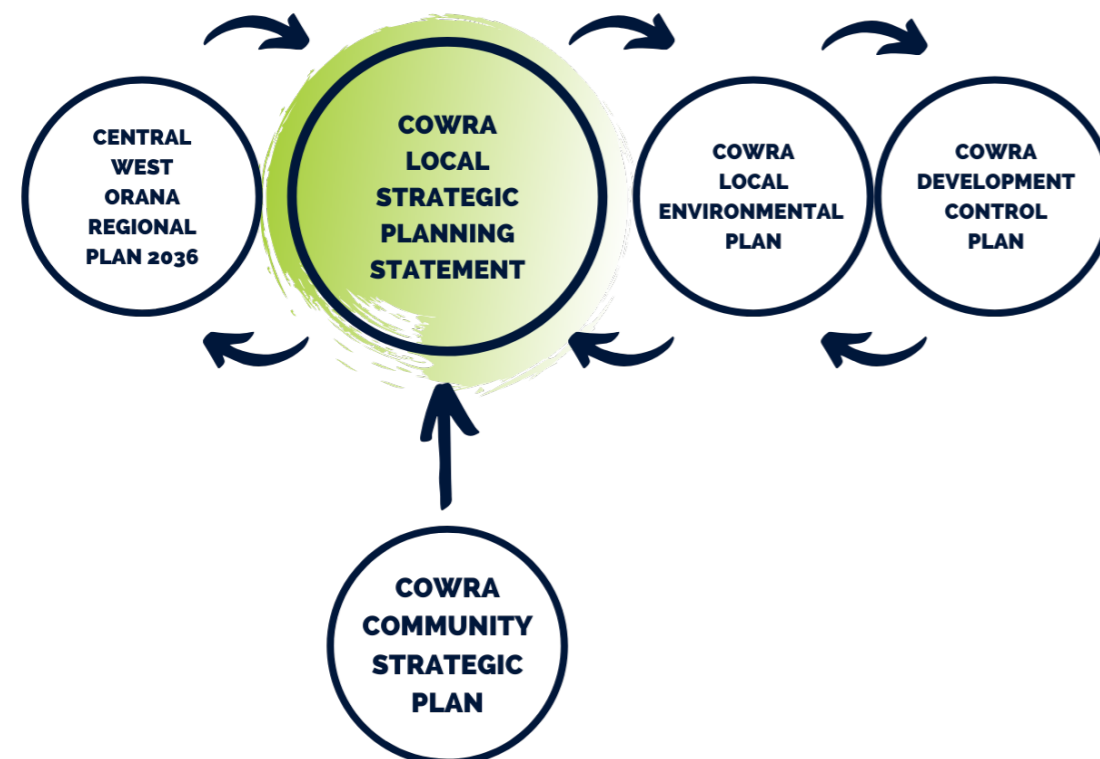 CENTRAL
WEST
ORANA
REGIONAL
PLAN 2036
COWRA
LOCAL
STRATEGIC
PLANNING
STATEMENT
COWRA
LOCAL
ENVIRONMENTAL
PLAN
COWRA
DEVELOPMENT
CONTROL
PLAN
COWRA
COMMUNITY
STRATEGIC
PLAN